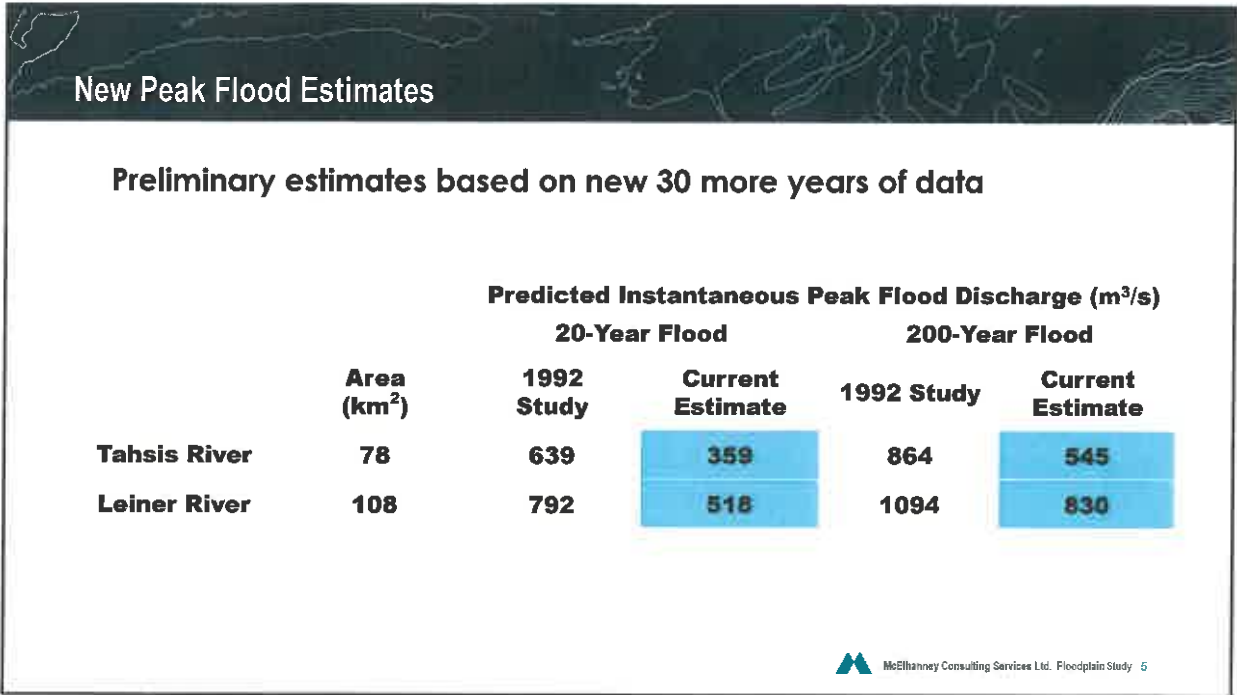 New Peak Flood Estimates
Preliminary estimates based on new 30 more years of data
Predicted Instantaneous Peak Flood Discharge (m³/s)
20-Year Flood 200-Year Flood
Area (km²) 1992 Study Current Estimate 1992 Study Current Estimate
Tahsis River 78 639 359 864 545
Leiner River 108 792 518 1094 830
McElhanney Consulting Services Ltd. Floodplain Study 5